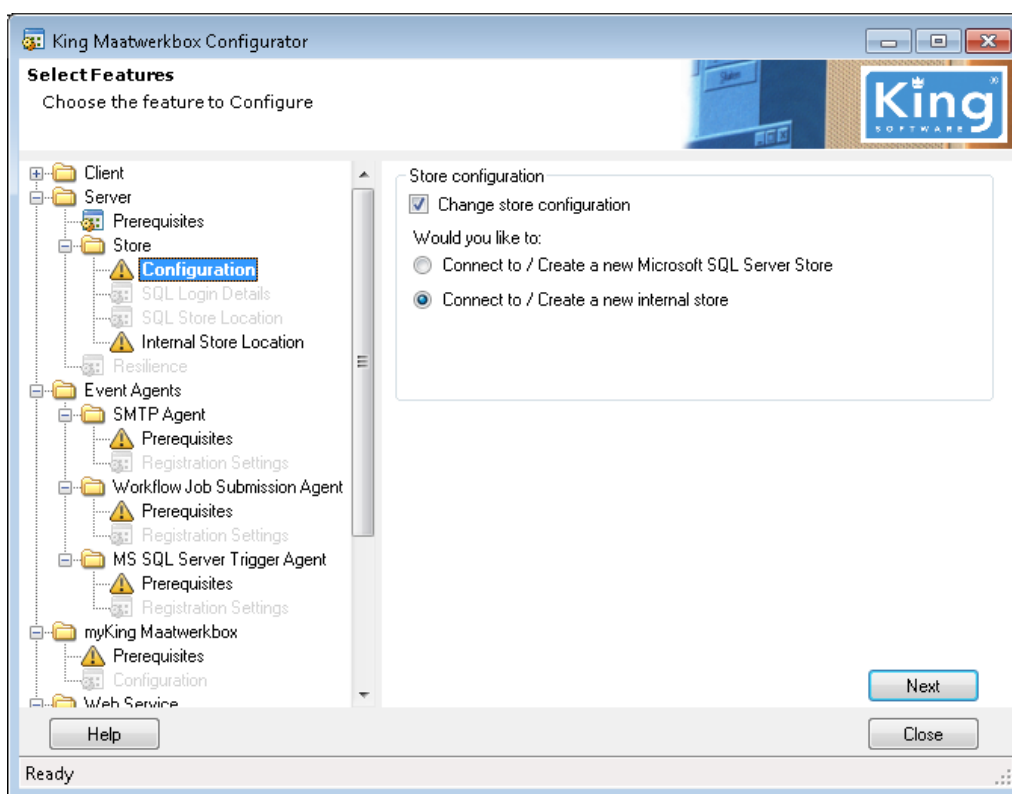 King Maatwerkbox Configurator
Select Features
Choose the feature to Configure
King
SOFTWARE
Client
Server
Prerequisites
Store
Configuration
SQL Login Details
SQL Store Location
Internal Store Location
Resilience
Event Agents
SMTP Agent
Prerequisites
Registration Settings
Workflow Job Submission Agent
Prerequisites
Registration Settings
MS SQL Server Trigger Agent
Prerequisites
Registration Settings
myKing Maatwerkbox
Prerequisites
Configuration
Web Service
Store configuration
Change store configuration
Would you like to:
Connect to / Create a new Microsoft SQL Server Store
Connect to / Create a new internal store
Next
Help
Close
Ready